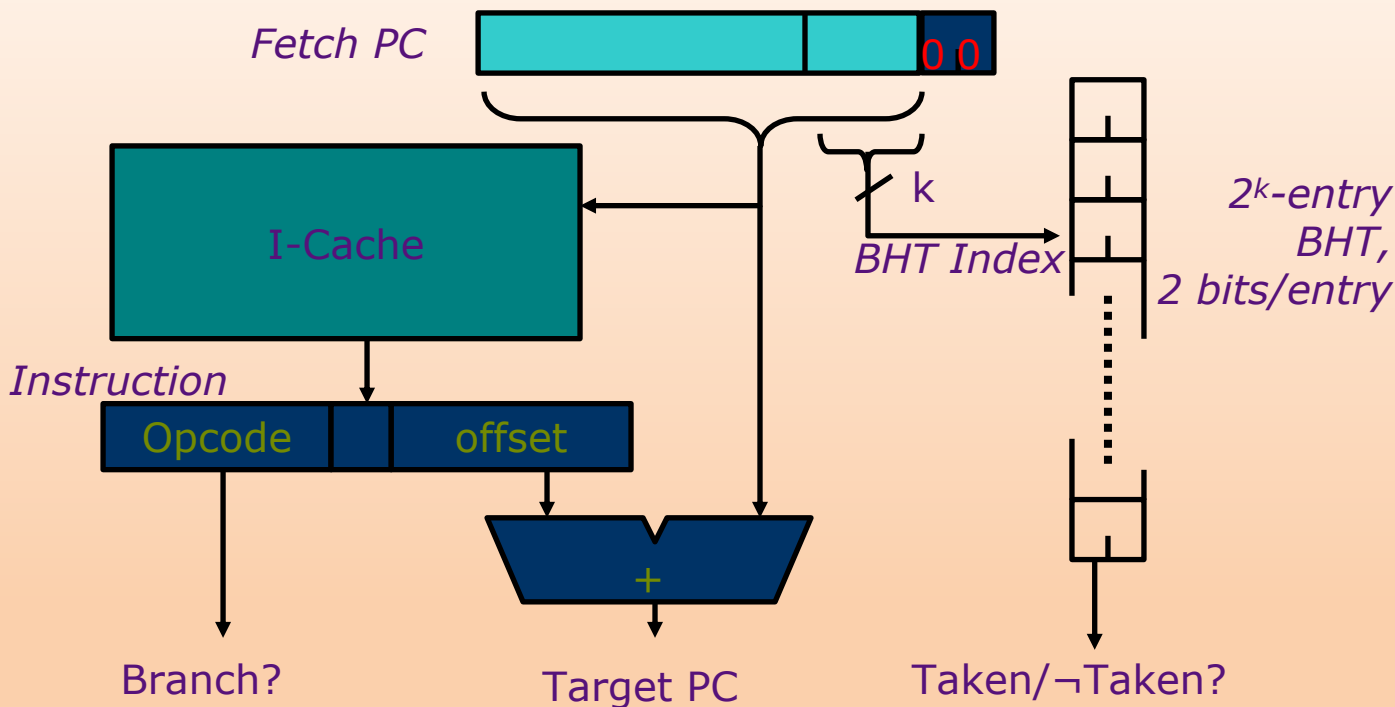 Fetch PC
0 0
k
I-Cache
BHT Index
2ᵏ-entry
BHT,
2 bits/entry
Instruction
Opcode
offset
+
Branch?
Target PC
Taken/¬Taken?